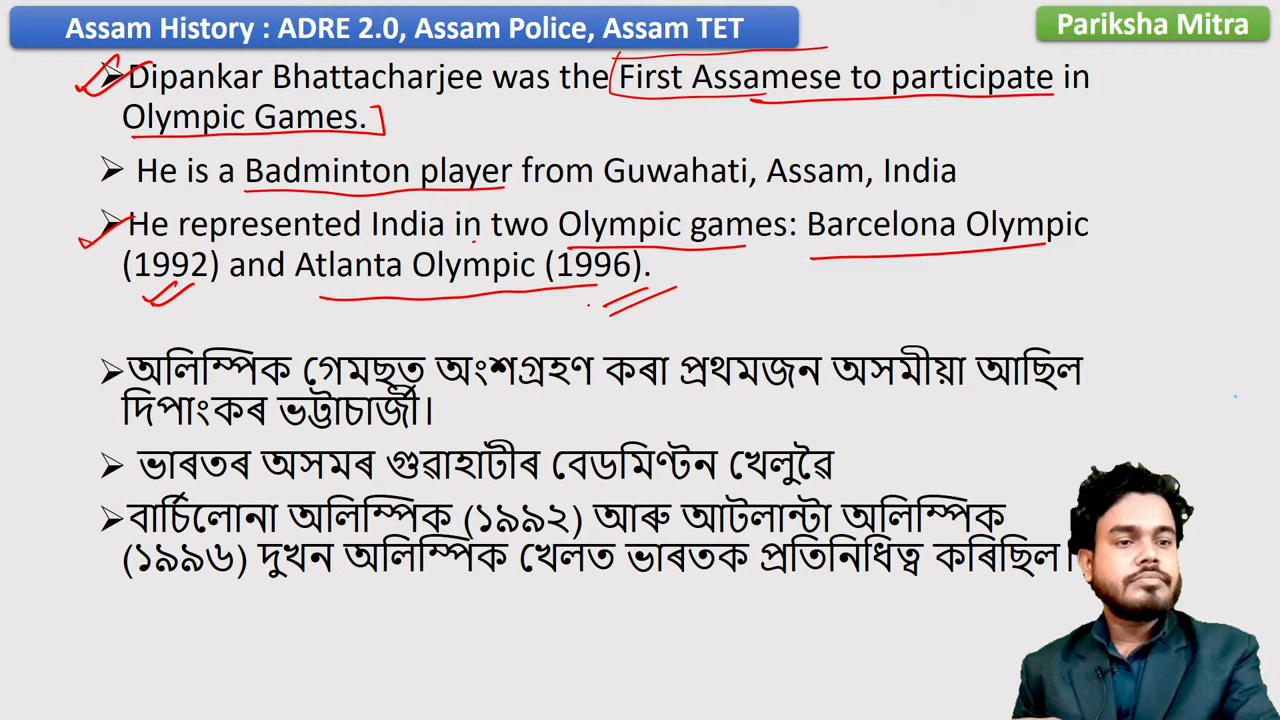 Assam History : ADRE 2.0, Assam Police, Assam TET
Pariksha Mitra
Dipankar Bhattacharjee was the First Assamese to participate in
Olympic Games.
He is a Badminton player from Guwahati, Assam, India
He represented India in two Olympic games: Barcelona Olympic
(1992) and Atlanta Olympic (1996).
অলিম্পিক গেমছত অংশগ্ৰহণ কৰা প্ৰথমজন অসমীয়া আছিল
দিপাংকৰ ভট্টাচাৰ্জী।
ভাৰতৰ অসমৰ গুৱাহাটীৰ বেডমিণ্টন খেলুৱৈ
বাৰ্চিলোনা অলিম্পিক (১৯৯২) আৰু আটলাণ্টা অলিম্পিক
(১৯৯৬) দুখন অলিম্পিক খেলত ভাৰতক প্ৰতিনিধিত্ব কৰিছিল।